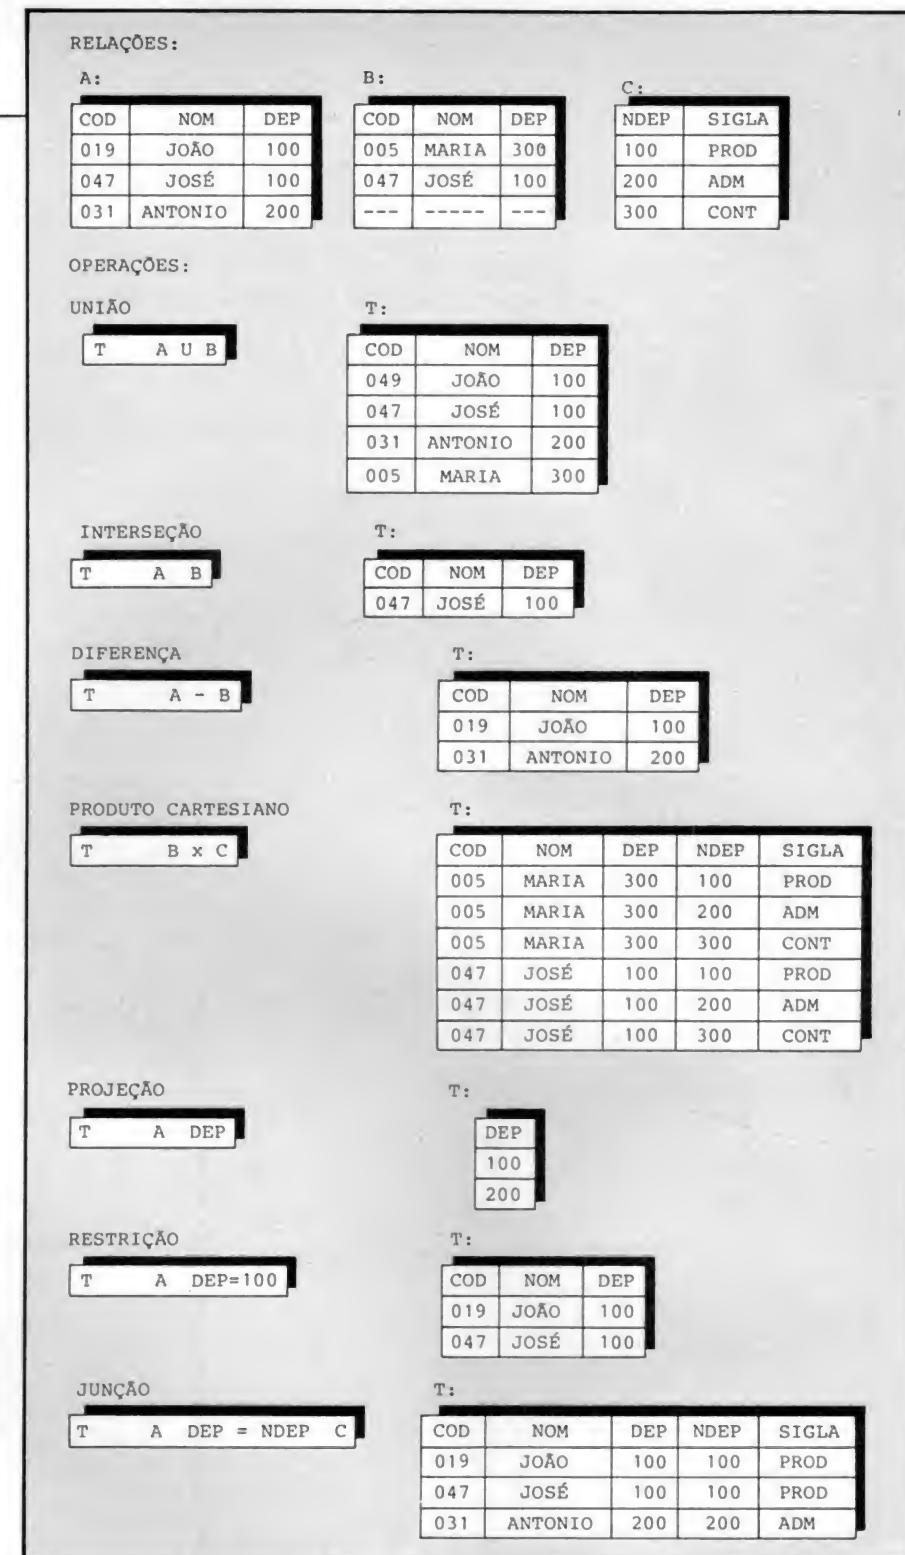 RELAÇÕES:
A: B: C:
COD NOM DEP COD NOM DEP NDEP SIGLA
019 JOÃO 100 005 MARIA 300 100 PROD
047 JOSÉ 100 047 JOSÉ 100 200 ADM
031 ANTONIO 200 --- ----- --- 300 CONT
OPERAÇÕES:
UNIÃO T:
T A U B
COD NOM DEP
049 JOÃO 100
047 JOSÉ 100
031 ANTONIO 200
005 MARIA 300
INTERSEÇÃO T:
T A B
COD NOM DEP
047 JOSÉ 100
DIFERENÇA T:
T A - B
COD NOM DEP
019 JOÃO 100
031 ANTONIO 200
PRODUTO CARTESIANO T:
T B x C
COD NOM DEP NDEP SIGLA
005 MARIA 300 100 PROD
005 MARIA 300 200 ADM
005 MARIA 300 300 CONT
047 JOSÉ 100 100 PROD
047 JOSÉ 100 200 ADM
047 JOSÉ 100 300 CONT
PROJEÇÃO T:
T A DEP
DEP
100
200
RESTRIÇÃO T:
T A DEP=100
COD NOM DEP
019 JOÃO 100
047 JOSÉ 100
JUNÇÃO T:
T A DEP = NDEP C
COD NOM DEP NDEP SIGLA
019 JOÃO 100 100 PROD
047 JOSÉ 100 100 PROD
031 ANTONIO 200 200 ADM